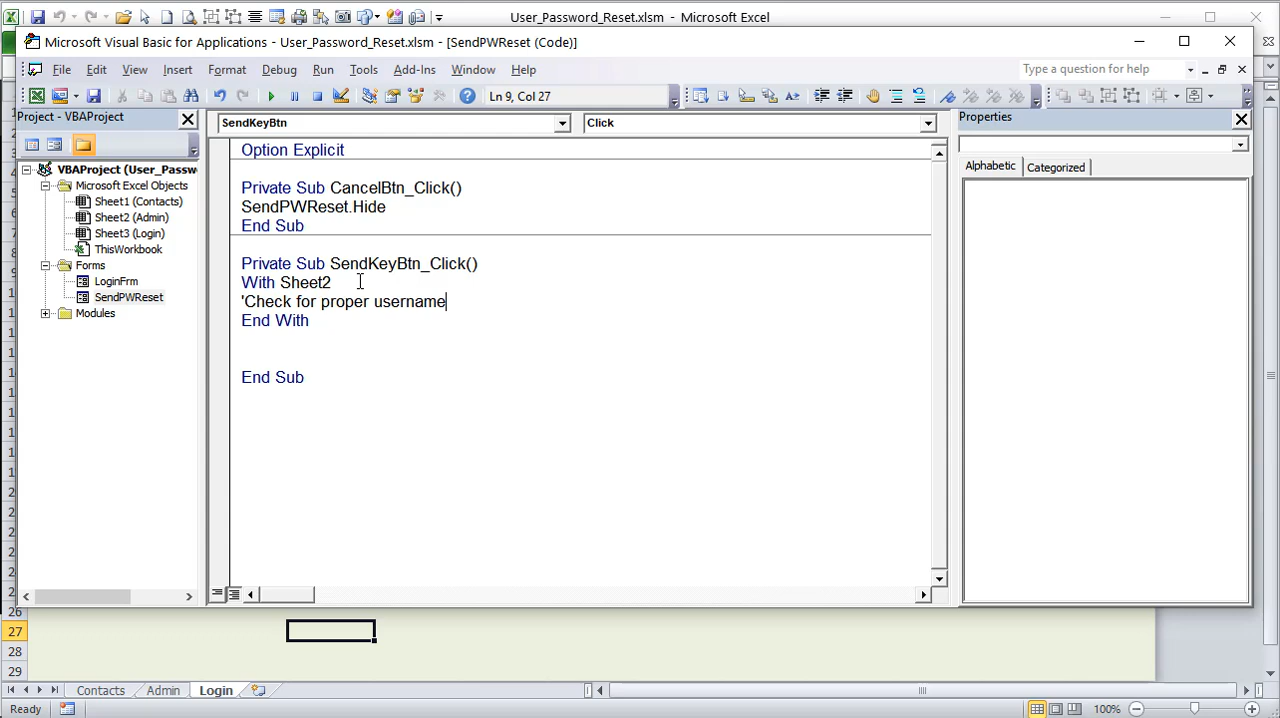 User_Password_Reset.xlsm - Microsoft Excel
Microsoft Visual Basic for Applications - User_Password_Reset.xlsm - [SendPWReset (Code)]
File Edit View Insert Format Debug Run Tools Add-Ins Window Help
Type a question for help
Ln 9, Col 27
Project - VBAProject
SendKeyBtn
Click
Properties
Alphabetic
Categorized
VBAProject (User_Passw
Microsoft Excel Objects
Sheet1 (Contacts)
Sheet2 (Admin)
Sheet3 (Login)
ThisWorkbook
Forms
LoginFrm
SendPWReset
Modules
Option Explicit
Private Sub CancelBtn_Click()
SendPWReset.Hide
End Sub
Private Sub SendKeyBtn_Click()
With Sheet2
'Check for proper username
End With
End Sub
26
27
28
29
Contacts Admin Login
Ready
100%